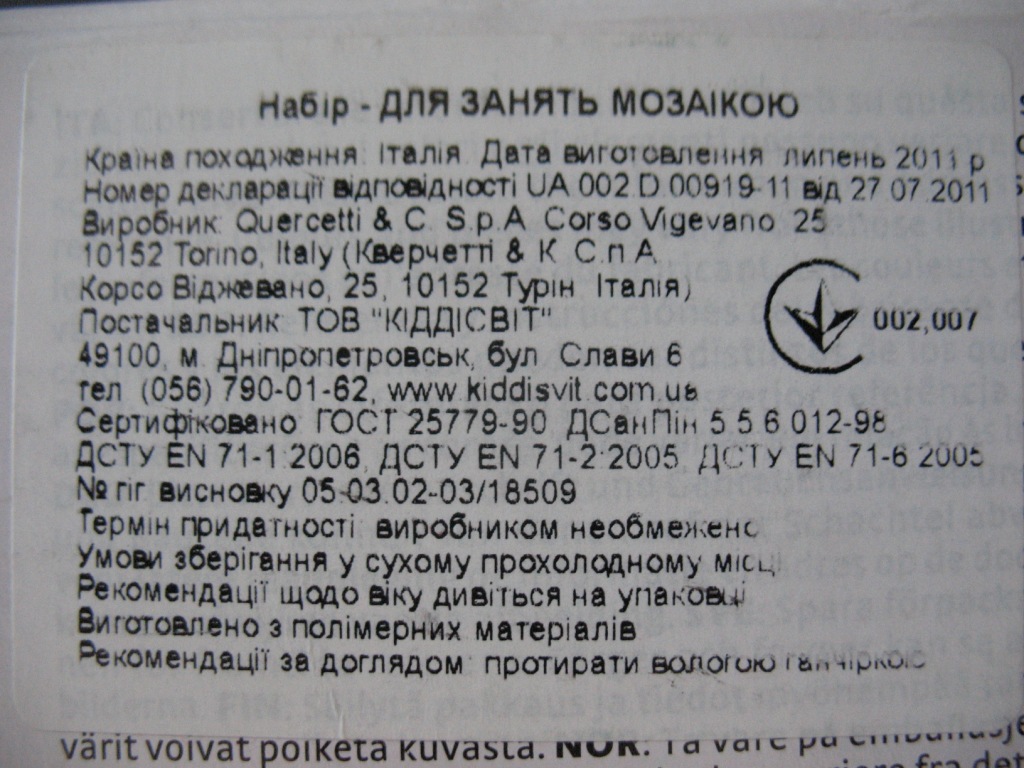 Набір - ДЛЯ ЗАНЯТЬ МОЗАЇКОЮ
Країна походження Італія Дата виготовлення липень 2011 р
Номер декларації відповідності UA 002 D 00919-11 від 27 07 2011
Виробник Quercetti & C. S.p.A Corso Vigevano 25
10152 Torino, Italy (Кверчетті & К С.п А
Корсо Віджевано, 25, 10152 Турін Італія)
Постачальник ТОВ "КІДДІСВІТ"
002,007
49100, м. Дніпропетровськ, бул Слави 6
тел (056) 790-01-62, www.kiddisvit.com.ua
Сертифіковано ГОСТ 25779-90 ДСанПін 5.5 6 012-98
ДСТУ EN 71-1 2006, ДСТУ EN 71-2 2005, ДСТУ EN 71-6 2005
№ гіг висновку 05-03.02-03/18509
Термін придатності виробником необмежено
Умови зберігання у сухому прохолодному місці
Рекомендації щодо віку дивіться на упаковці
Виготовлено з полімерних матеріалів
Рекомендації за доглядом протирати вологою ганчіркою
bilderna. FIN: Säilytä pakkaus ja tiedot
värit voivat poiketa kuvasta. NOR: Ta vare på emballasje